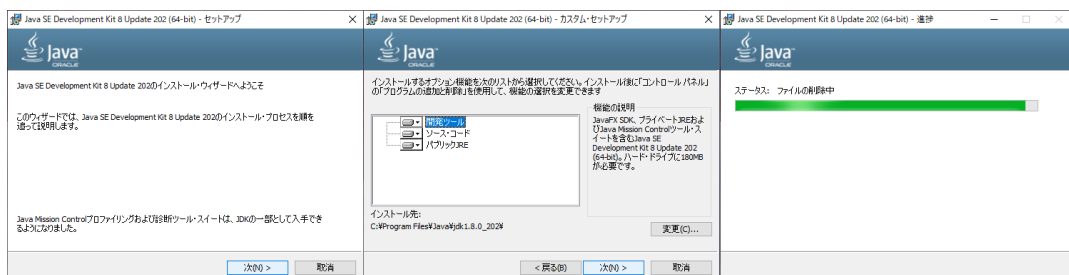 Java SE Development Kit 8 Update 202 (64-bit) - セットアップ
Java
ORACLE
Java SE Development Kit 8 Update 202のインストール・ウィザードへようこそ
このウィザードでは、Java SE Development Kit 8 Update 202のインストール・プロセスを順を
追って説明します。
Java Mission Controlプロファイリングおよび診断ツール・スイートは、JDKの一部として入手でき
るようになりました。
次(N) >
取消
Java SE Development Kit 8 Update 202 (64-bit) - カスタム・セットアップ
Java
ORACLE
インストールするオプション機能を次のリストから選択してください。インストール後に「コントロール パネル」
の「プログラムの追加と削除」を使用して、機能の選択を変更できます
開発ツール
ソース・コード
パブリックJRE
機能の説明
JavaFX SDK、プライベートJREおよ
びJava Mission Controlツール・ス
イートを含むJava SE
Development Kit 8 Update 202
(64-bit)。ハード・ドライブに180MB
が必要です。
インストール先:
C:¥Program Files¥Java¥jdk1.8.0_202¥
変更(C)...
< 戻る(B)
次(N) >
取消
Java SE Development Kit 8 Update 202 (64-bit) - 進捗
Java
ORACLE
ステータス: ファイルの削除中